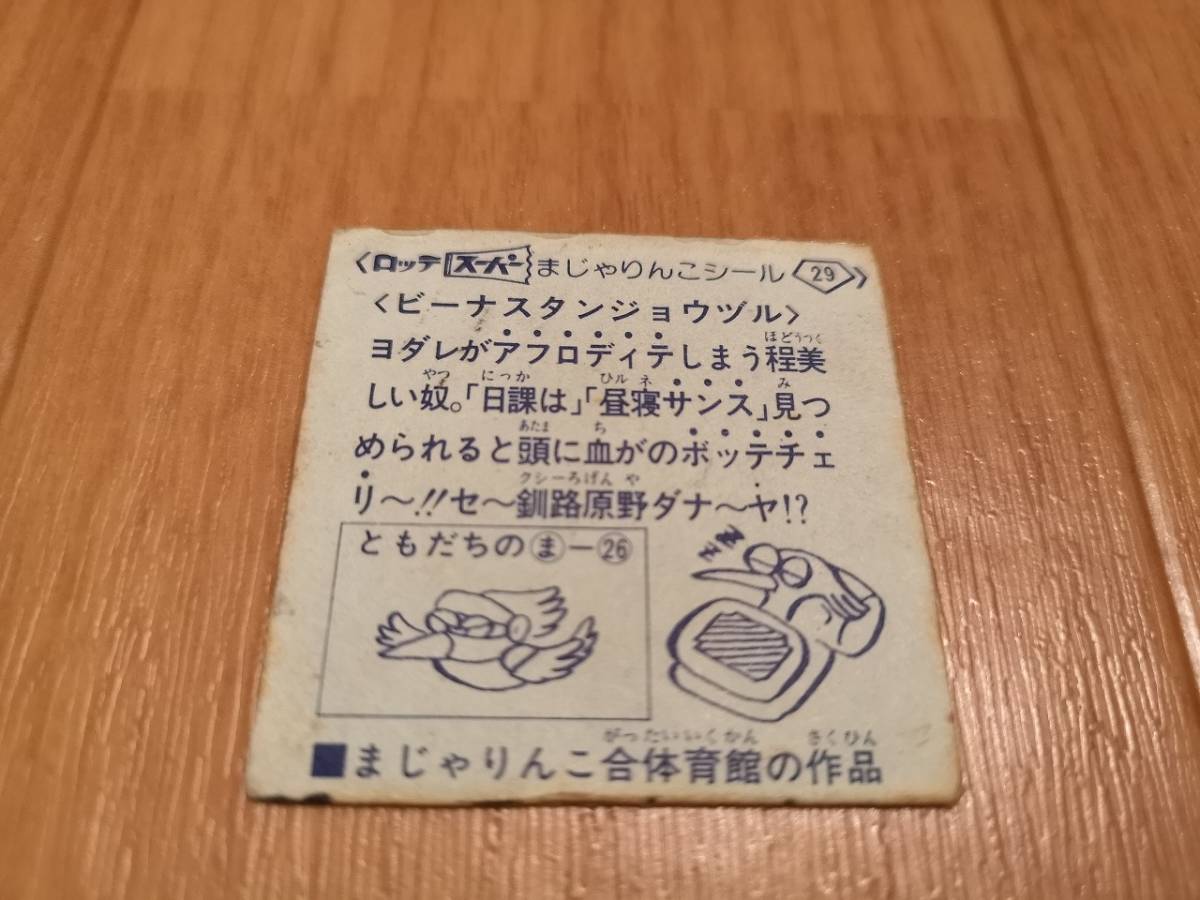 〈ロッテスーパーまじゃりんこシール29〉
〈ビーナスタンジョウヅル〉
ヨダレがアフロディテしまう程美
しい奴。「日課は」「昼寝サンス」見つ
められると頭に血がのボッテチェ
リ〜!!セ〜釧路原野ダナ〜ヤ!?
ともだちのま－26
zzz
■まじゃりんこ合体育館の作品